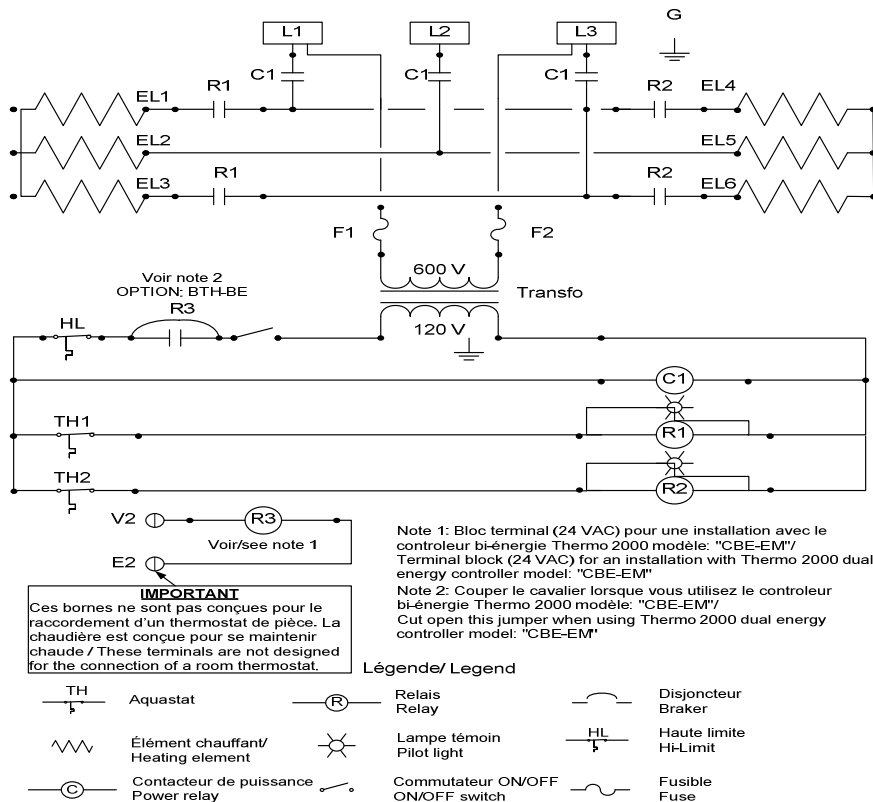 L1
L2
L3
G
C1
C1
C1
EL1
R1
R2
EL4
EL2
EL5
EL3
R1
R2
EL6
F1
F2
600 V
Transfo
120 V
Voir note 2
OPTION: BTH-BE
R3
HL
C1
TH1
R1
TH2
R2
V2
R3
Voir/see note 1
E2
IMPORTANT
Ces bornes ne sont pas conçues pour le
raccordement d'un thermostat de pièce. La
chaudière est conçue pour se maintenir
chaude / These terminals are not designed
for the connection of a room thermostat.
Note 1: Bloc terminal (24 VAC) pour une installation avec le
controleur bi-énergie Thermo 2000 modèle: "CBE-EM"/
Terminal block (24 VAC) for an installation with Thermo 2000 dual
energy controller model: "CBE-EM"
Note 2: Couper le cavalier lorsque vous utilisez le controleur
bi-énergie Thermo 2000 modèle: "CBE-EM"/
Cut open this jumper when using Thermo 2000 dual energy
controller model: "CBE-EM"
Légende/ Legend
TH
Aquastat
R
Relais
Relay
Disjoncteur
Braker
Élément chauffant/
Heating element
Lampe témoin
Pilot light
HL
Haute limite
Hi-Limit
C
Contacteur de puissance
Power relay
Commutateur ON/OFF
ON/OFF switch
Fusible
Fuse